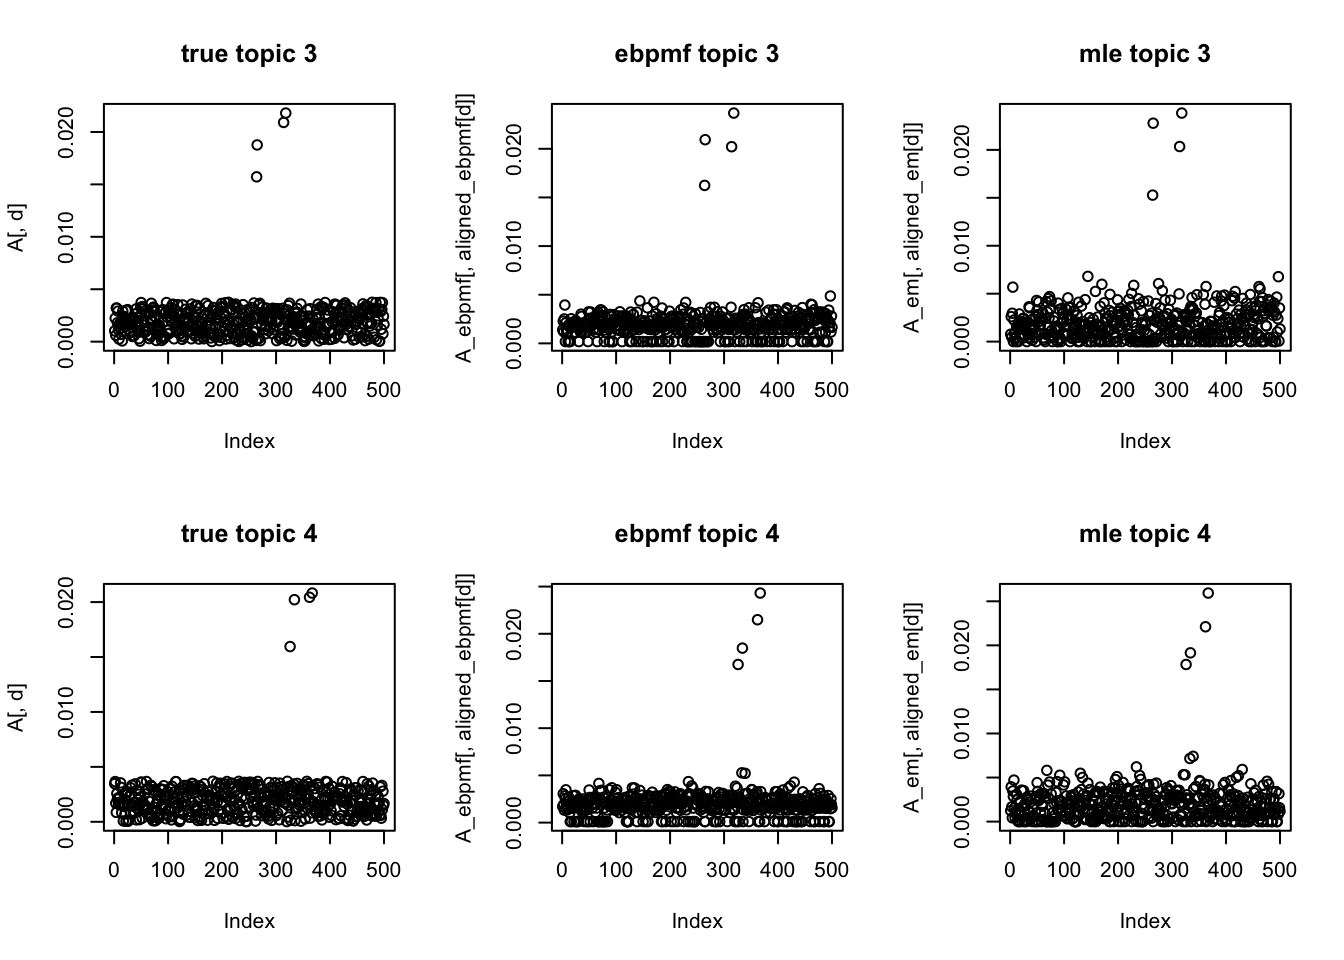 true topic 3
ebpmf topic 3
mle topic 3
A[, d]
0.000 0.010 0.020
0 100 200 300 400 500
Index
A_ebpmf[, aligned_ebpmf[d]]
0.000 0.010 0.020
0 100 200 300 400 500
Index
A_em[, aligned_em[d]]
0.000 0.010 0.020
0 100 200 300 400 500
Index
true topic 4
ebpmf topic 4
mle topic 4
A[, d]
0.000 0.010 0.020
0 100 200 300 400 500
Index
A_ebpmf[, aligned_ebpmf[d]]
0.000 0.010 0.020
0 100 200 300 400 500
Index
A_em[, aligned_em[d]]
0.000 0.010 0.020
0 100 200 300 400 500
Index